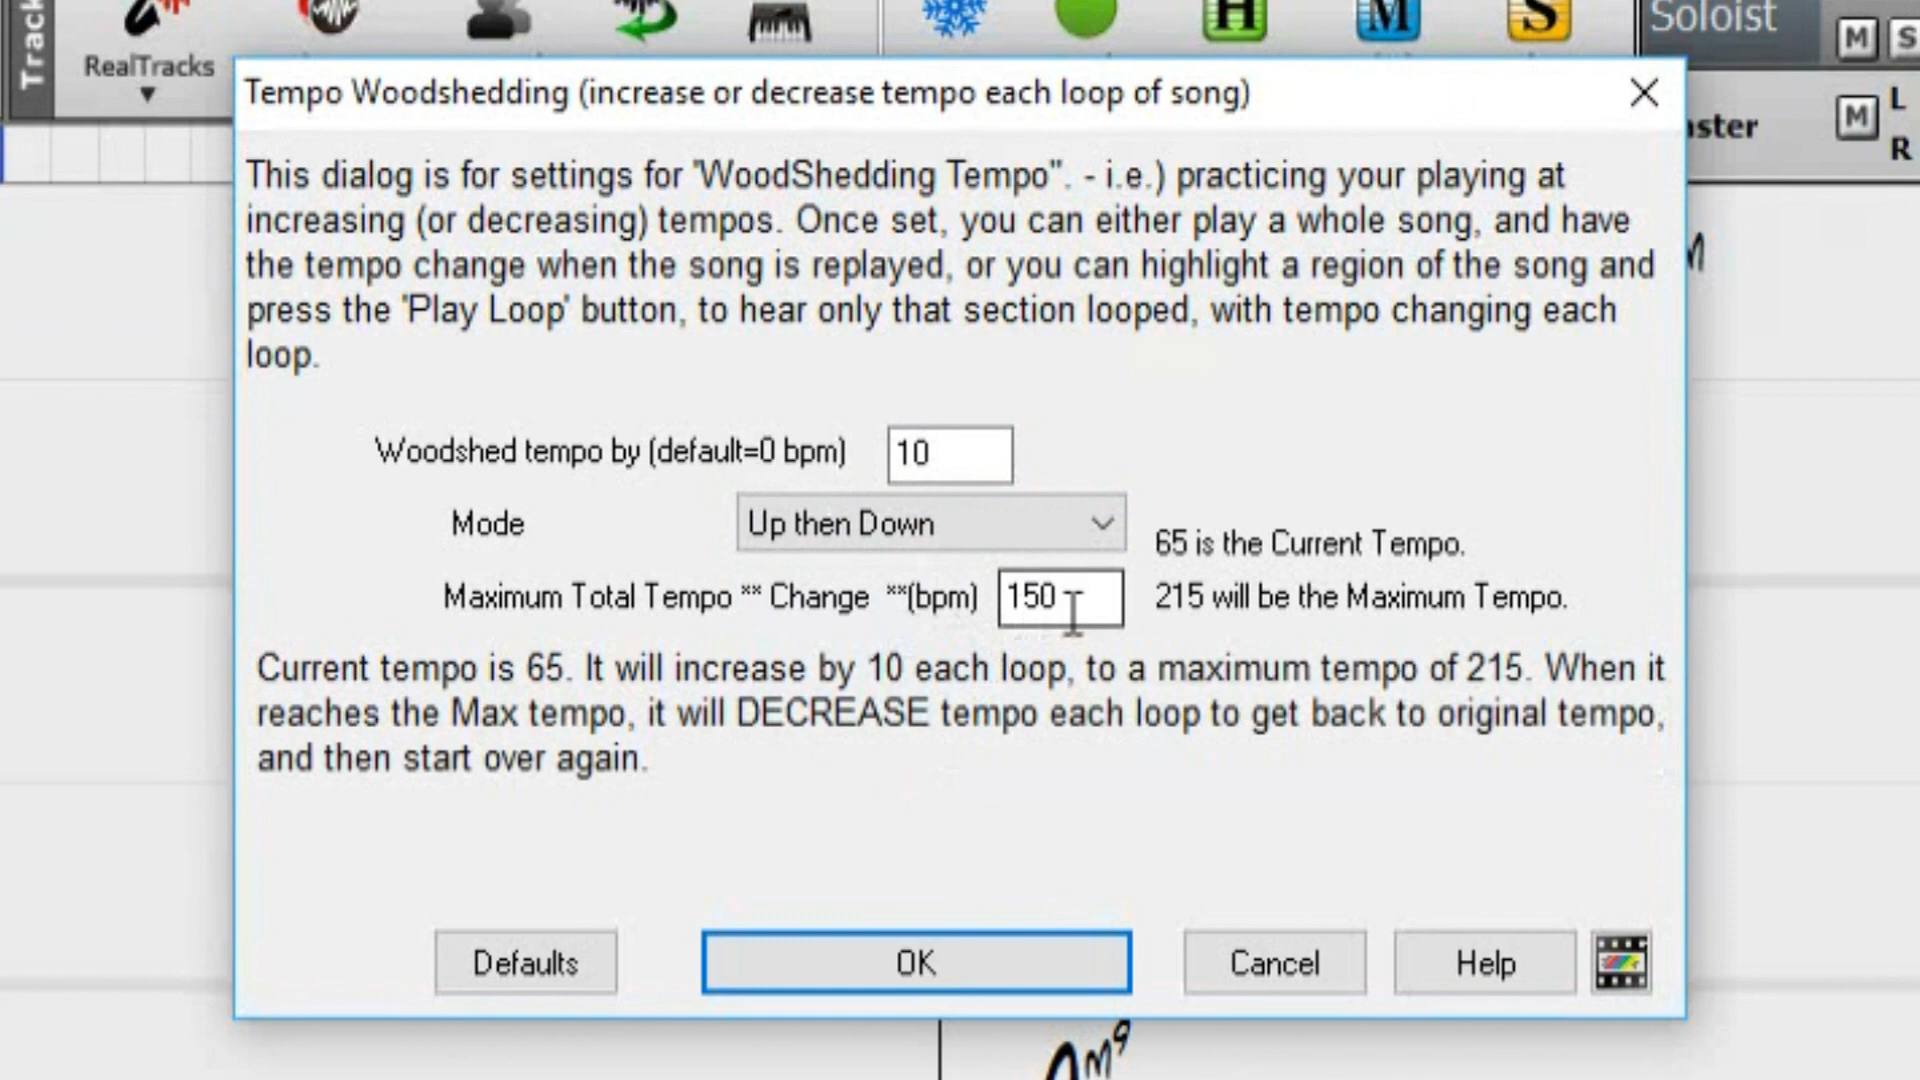 Track
RealTracks
H
M
S
Soloist
M
S
Tempo Woodshedding (increase or decrease tempo each loop of song)
M
L
R
This dialog is for settings for 'WoodShedding Tempo". - i.e.) practicing your playing at
increasing (or decreasing) tempos. Once set, you can either play a whole song, and have
the tempo change when the song is replayed, or you can highlight a region of the song and
press the 'Play Loop' button, to hear only that section looped, with tempo changing each
loop.
Woodshed tempo by (default=0 bpm) 10
Mode Up then Down
65 is the Current Tempo.
Maximum Total Tempo ** Change **(bpm) 150 215 will be the Maximum Tempo.
Current tempo is 65. It will increase by 10 each loop, to a maximum tempo of 215. When it
reaches the Max tempo, it will DECREASE tempo each loop to get back to original tempo,
and then start over again.
Defaults OK Cancel Help